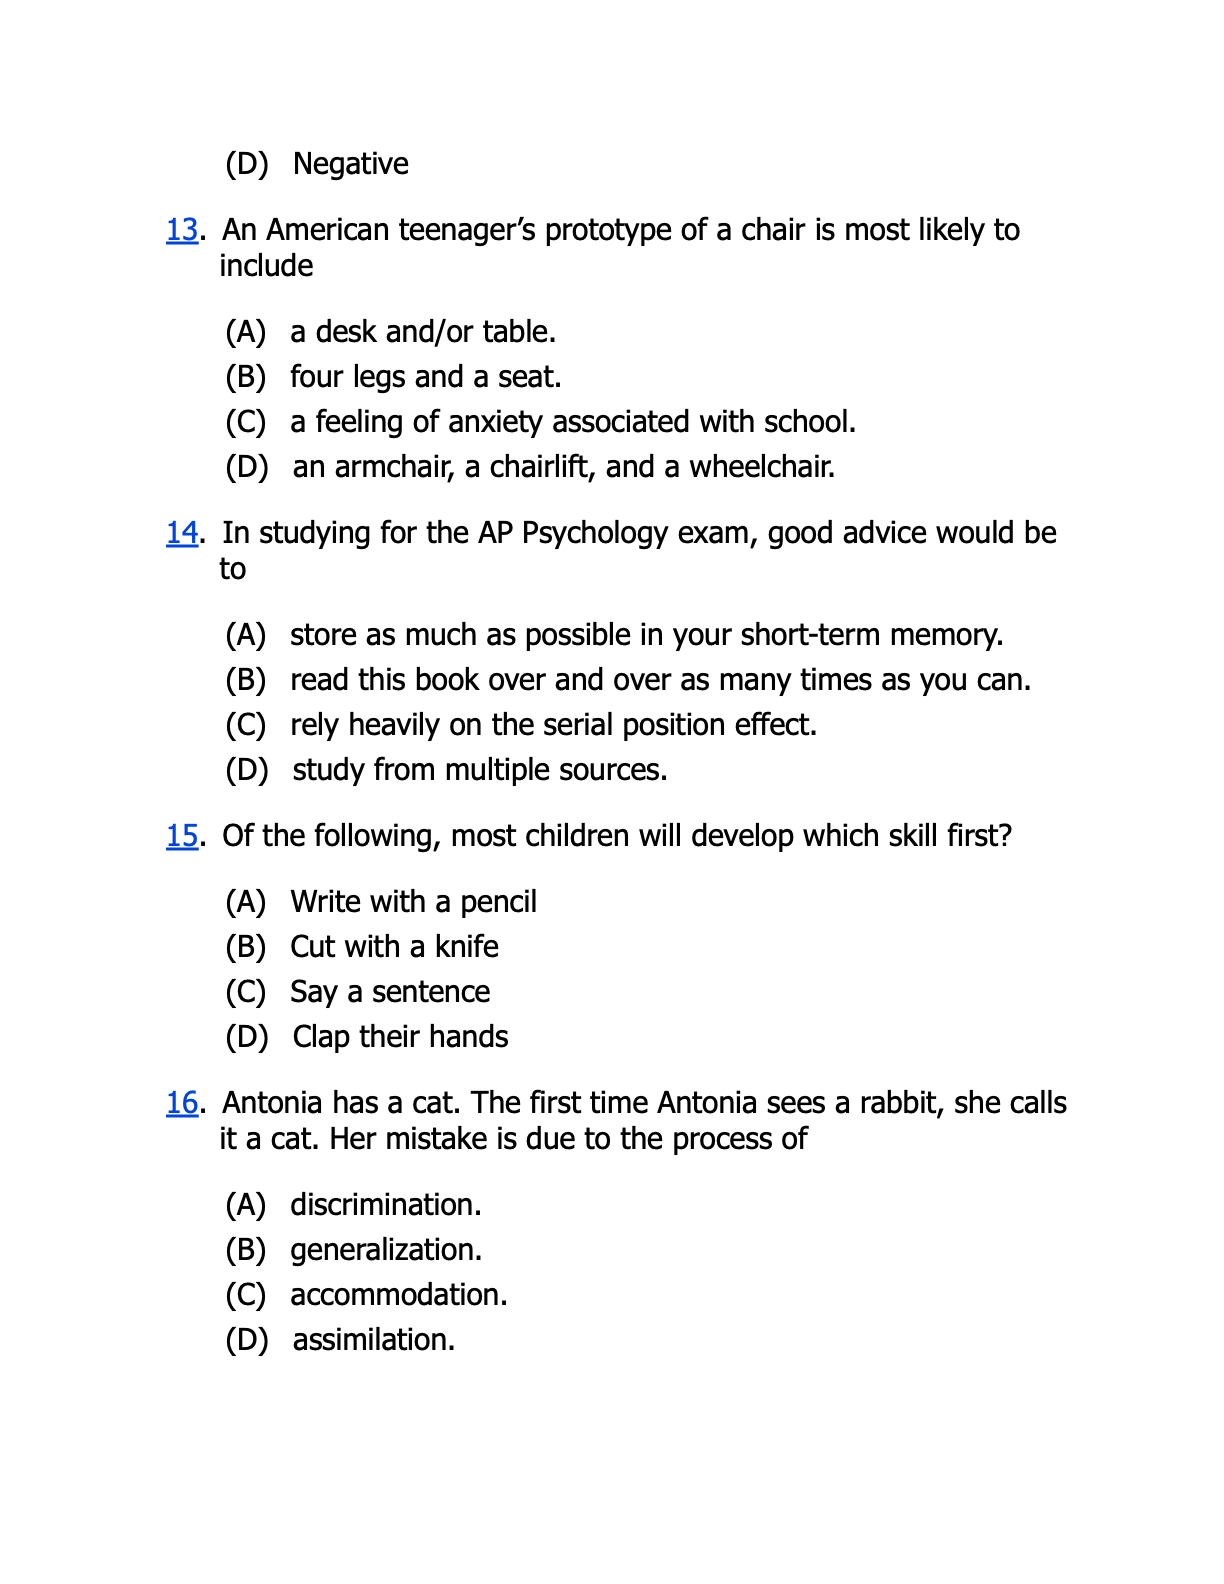 (D) Negative
13. An American teenager’s prototype of a chair is most likely to
include
(A) a desk and/or table.
(B) four legs and a seat.
(C) a feeling of anxiety associated with school.
(D) an armchair, a chairlift, and a wheelchair.
14. In studying for the AP Psychology exam, good advice would be
to
(A) store as much as possible in your short-term memory.
(B) read this book over and over as many times as you can.
(C) rely heavily on the serial position effect.
(D) study from multiple sources.
15. Of the following, most children will develop which skill first?
(A) Write with a pencil
(B) Cut with a knife
(C) Say a sentence
(D) Clap their hands
16. Antonia has a cat. The first time Antonia sees a rabbit, she calls
it a cat. Her mistake is due to the process of
(A) discrimination.
(B) generalization.
(C) accommodation.
(D) assimilation.